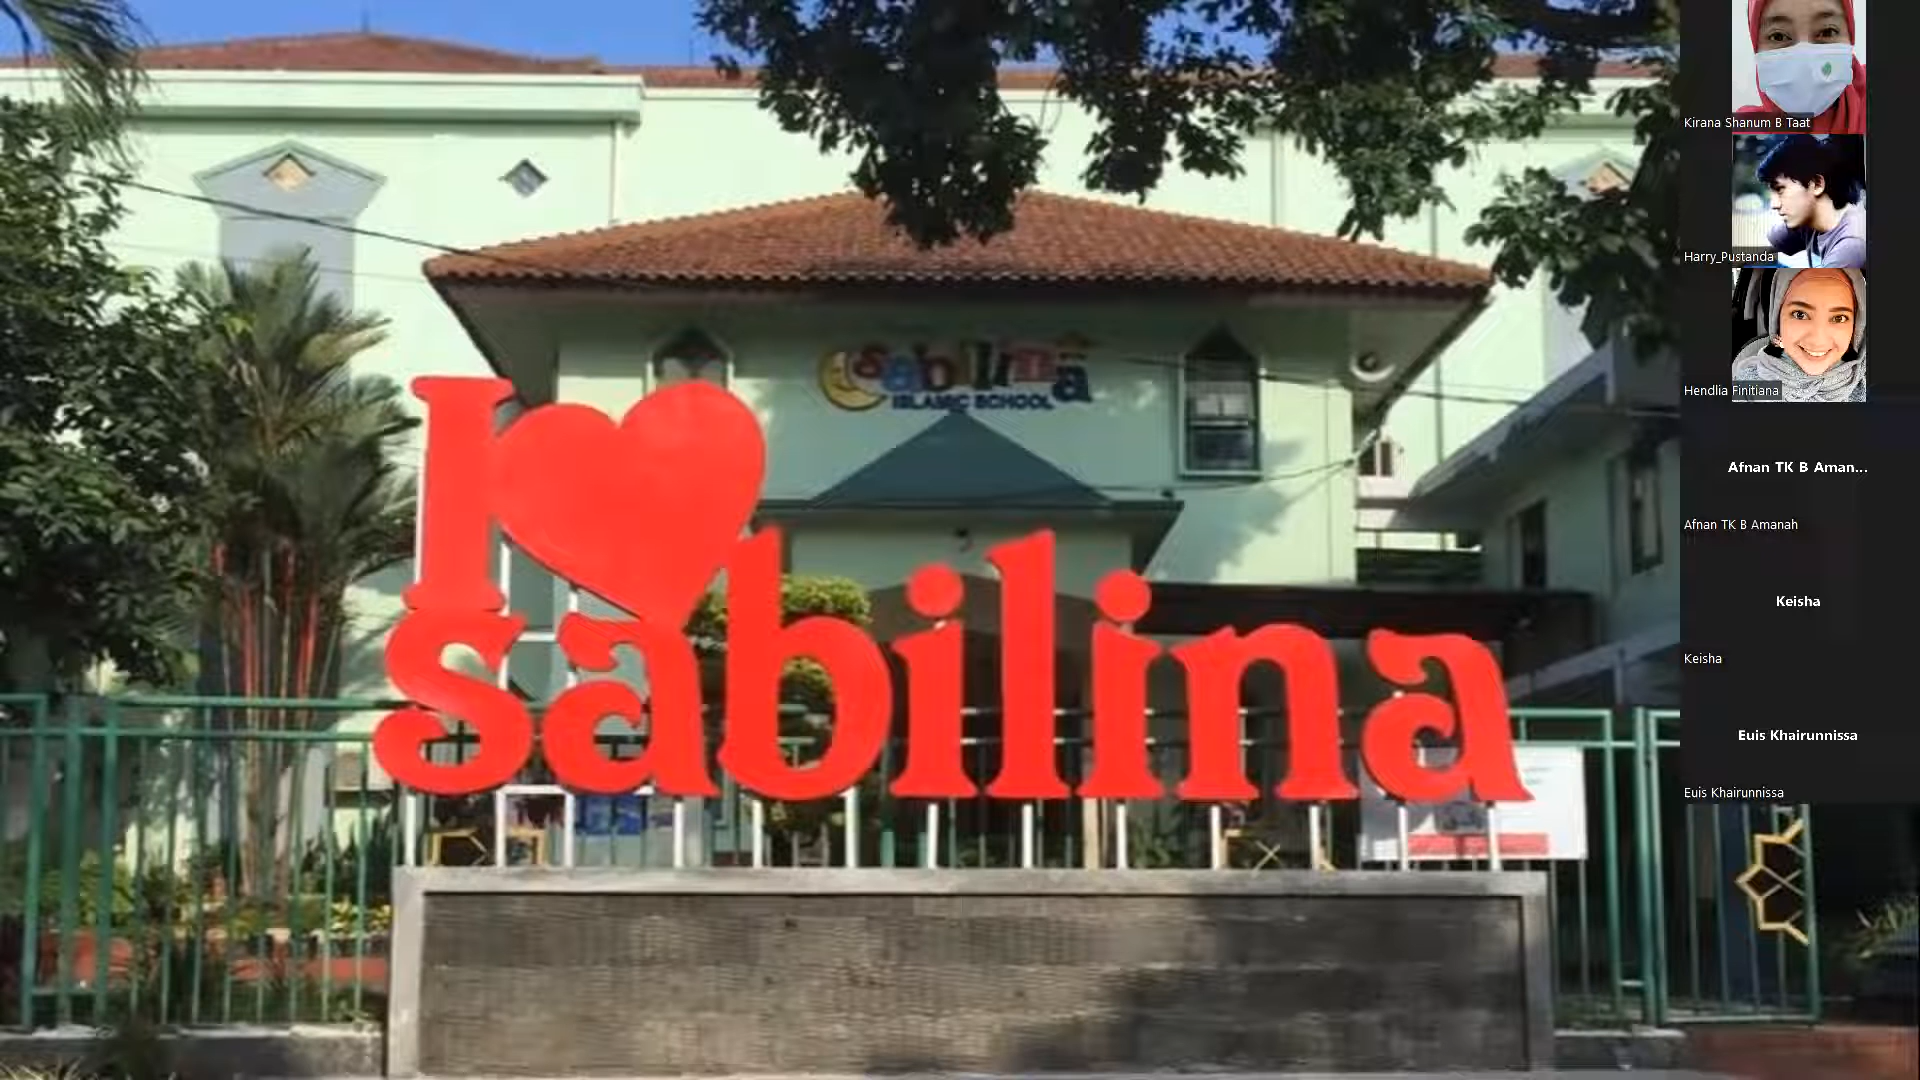 sabilina
ISLAMIC SCHOOL
I
sabilina
Kirana Shanum B Taat
Harry_Pustanda
Hendlia Finitiana
Afnan TK B Aman...
Afnan TK B Amanah
Keisha
Keisha
Euis Khairunnissa
Euis Khairunnissa